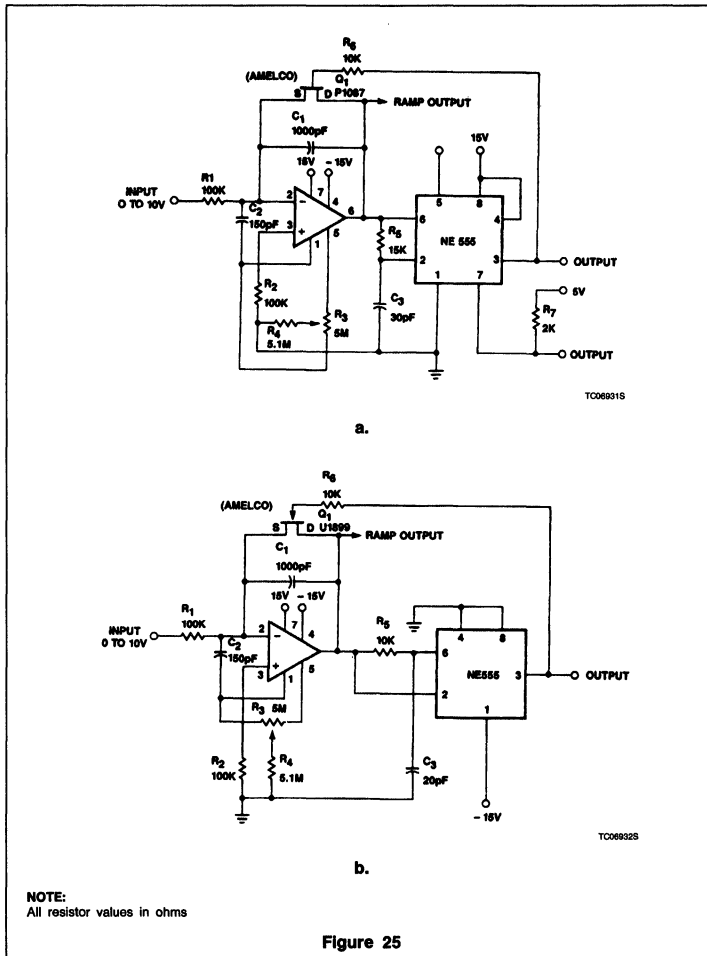 R6
10K
(AMELCO)
Q1
S D P1087
RAMP OUTPUT
C1
1000pF
15V
15V -15V
R1
100K
INPUT
0 TO 10V
2 - 7 4
C2
150pF
3 + 1 5 6
R5
15K
5 8
6 4
NE 555
2 3
1 7
OUTPUT
5V
R2
100K
R3
5M
C3
30pF
R7
2K
R4
5.1M
OUTPUT
TC06931S
a.
R6
10K
(AMELCO)
Q1
S D U1899
RAMP OUTPUT
C1
1000pF
15V -15V
R1
100K
INPUT
0 TO 10V
2 - 7 4
C2
150pF
3 + 1 5
R5
10K
4 8
6
NE555 3
2
1
OUTPUT
R3 5M
R2
100K
R4
5.1M
C3
20pF
-15V
TC06932S
b.
NOTE:
All resistor values in ohms
Figure 25